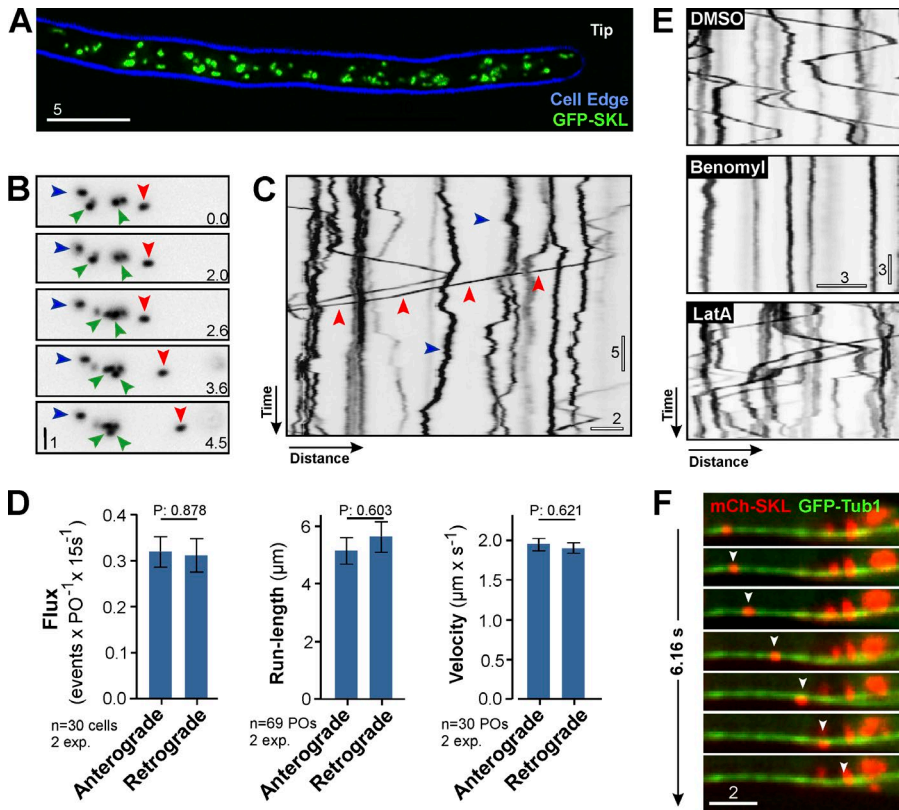 A
Tip
5
Cell Edge
GFP-SKL
B
0.0
2.0
2.6
3.6
1
4.5
C
5
2
Time
Distance
D
P: 0.878
0.4
0.3
0.2
0.1
0.0
Flux
(events x PO⁻¹ x 15s⁻¹)
n=30 cells
2 exp.
Anterograde
Retrograde
P: 0.603
6
4
2
0
Run-length (µm)
n=69 POs
2 exp.
Anterograde
Retrograde
P: 0.621
2.0
1.5
1.0
0.5
0.0
Velocity (µm x s⁻¹)
n=30 POs
2 exp.
Anterograde
Retrograde
E
DMSO
Benomyl
3
3
LatA
Time
Distance
F
mCh-SKL GFP-Tub1
6.16 s
2